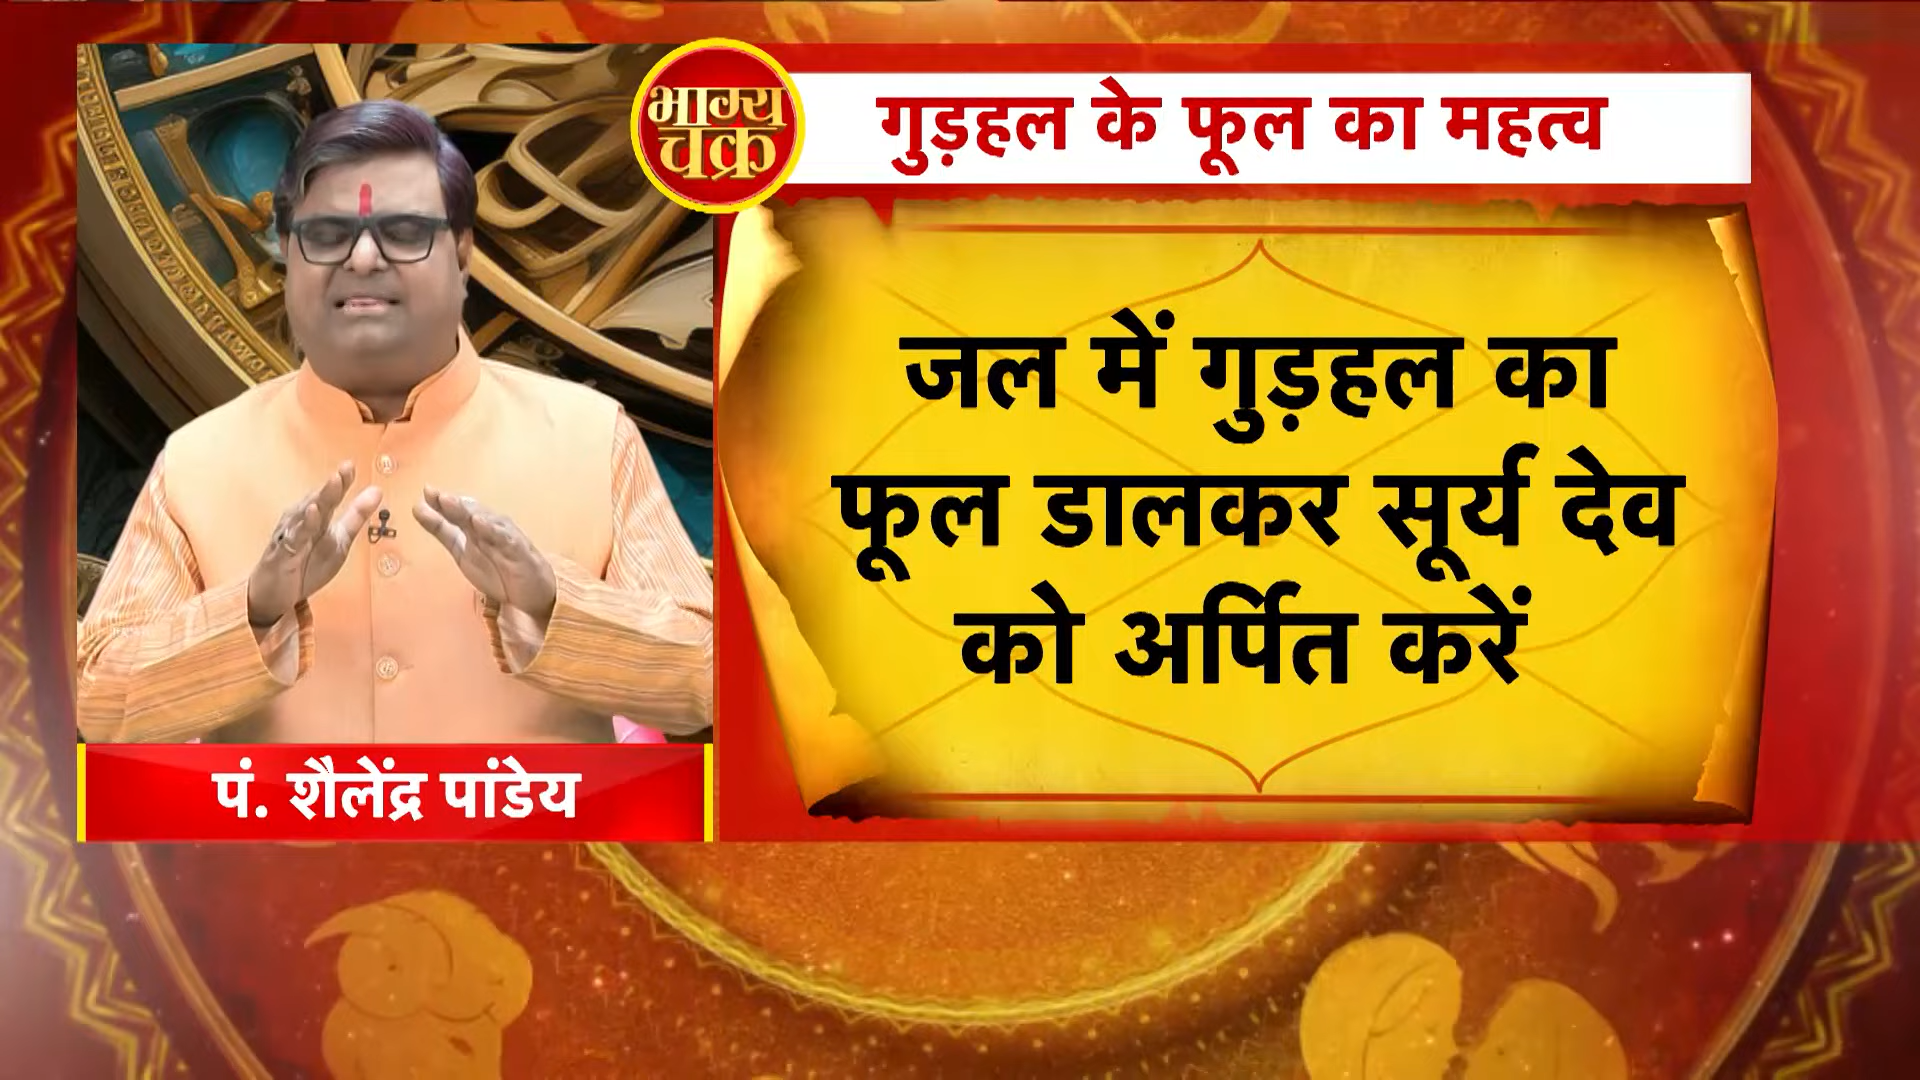 भाग्य
चक्र
गुड़हल के फूल का महत्व
जल में गुड़हल का
फूल डालकर सूर्य देव
को अर्पित करें
पं. शैलेंद्र पांडेय